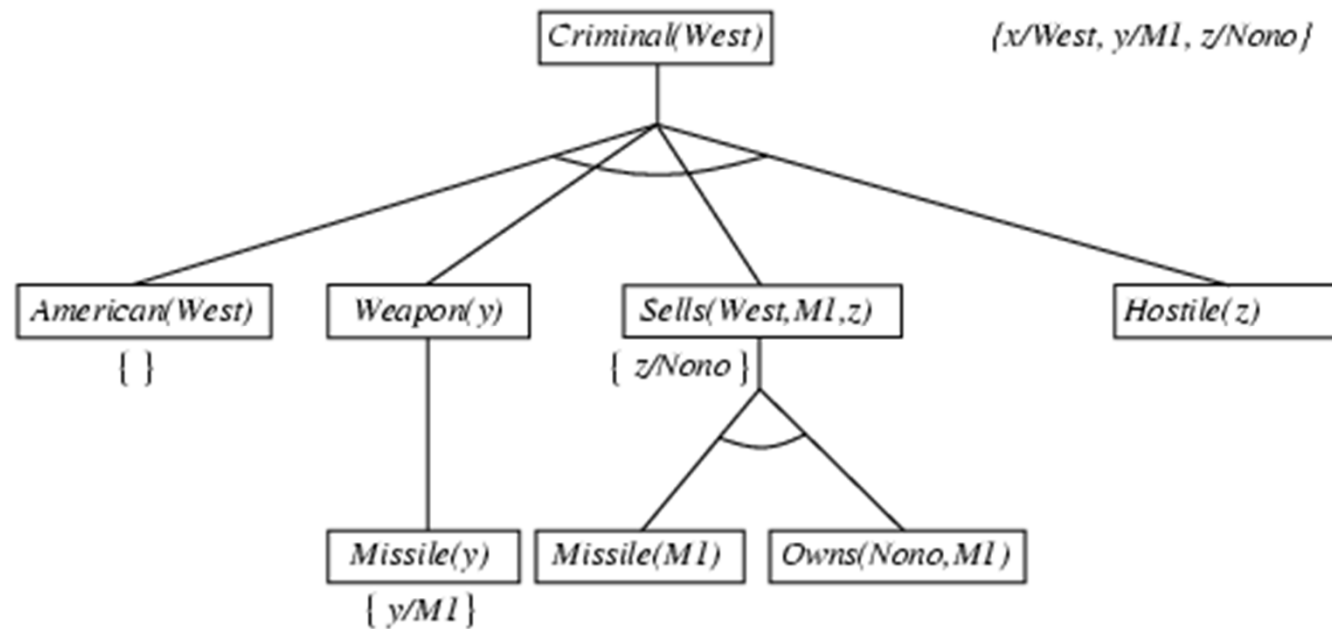 Criminal(West)
{x/West, y/M1, z/Nono}
American(West)
Weapon(y)
Sells(West,M1,z)
Hostile(z)
{ }
{ z/Nono }
Missile(y)
Missile(M1)
Owns(Nono,M1)
{ y/M1 }